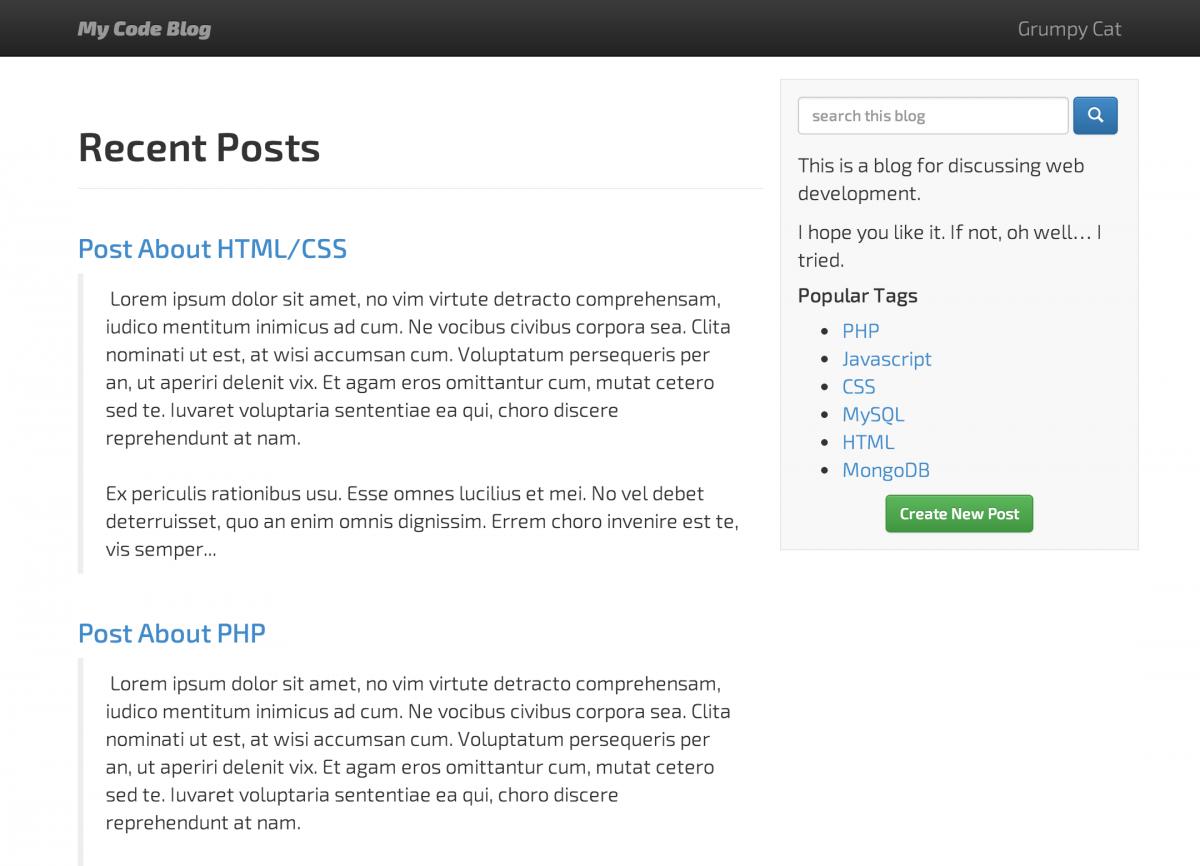 My Code Blog
Grumpy Cat
Recent Posts
Post About HTML/CSS
Lorem ipsum dolor sit amet, no vim virtute detracto comprehensam,
iudico mentitum inimicus ad cum. Ne vocibus civibus corpora sea. Clita
nominati ut est, at wisi accumsan cum. Voluptatum persequeris per
an, ut aperiri delenit vix. Et agam eros omittantur cum, mutat cetero
sed te. Iuvaret voluptaria sententiae ea qui, choro discere
reprehendunt at nam.
Ex periculis rationibus usu. Esse omnes lucilius et mei. No vel debet
deterruisset, quo an enim omnis dignissim. Errem choro invenire est te,
vis semper...
Post About PHP
Lorem ipsum dolor sit amet, no vim virtute detracto comprehensam,
iudico mentitum inimicus ad cum. Ne vocibus civibus corpora sea. Clita
nominati ut est, at wisi accumsan cum. Voluptatum persequeris per
an, ut aperiri delenit vix. Et agam eros omittantur cum, mutat cetero
sed te. Iuvaret voluptaria sententiae ea qui, choro discere
reprehendunt at nam.
search this blog
This is a blog for discussing web
development.
I hope you like it. If not, oh well… I
tried.
Popular Tags
PHP
Javascript
CSS
MySQL
HTML
MongoDB
Create New Post